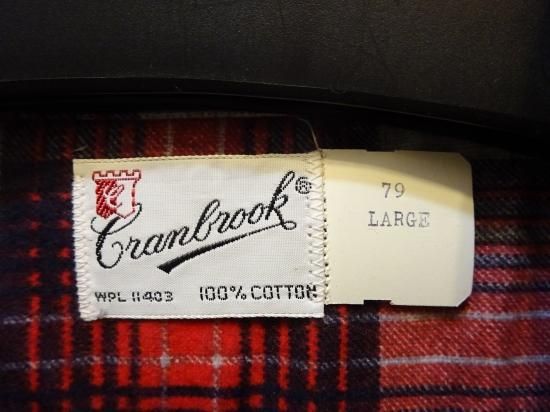 Cranbrook®
WPL 11403 100% COTTON
79
LARGE